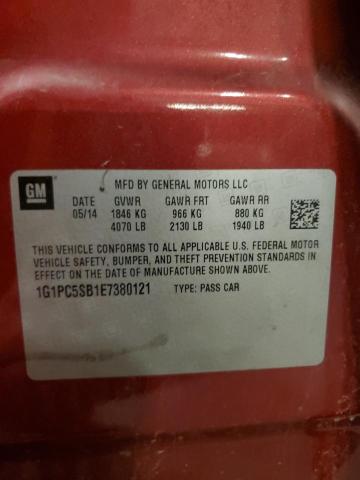 GM
MFD BY GENERAL MOTORS LLC
DATE GVWR GAWR FRT GAWR RR
05/14 1846 KG 966 KG 880 KG
4070 LB 2130 LB 1940 LB
THIS VEHICLE CONFORMS TO ALL APPLICABLE U.S. FEDERAL MOTOR
VEHICLE SAFETY, BUMPER, AND THEFT PREVENTION STANDARDS IN
EFFECT ON THE DATE OF MANUFACTURE SHOWN ABOVE.
1G1PC5SB1E7380121 TYPE: PASS CAR